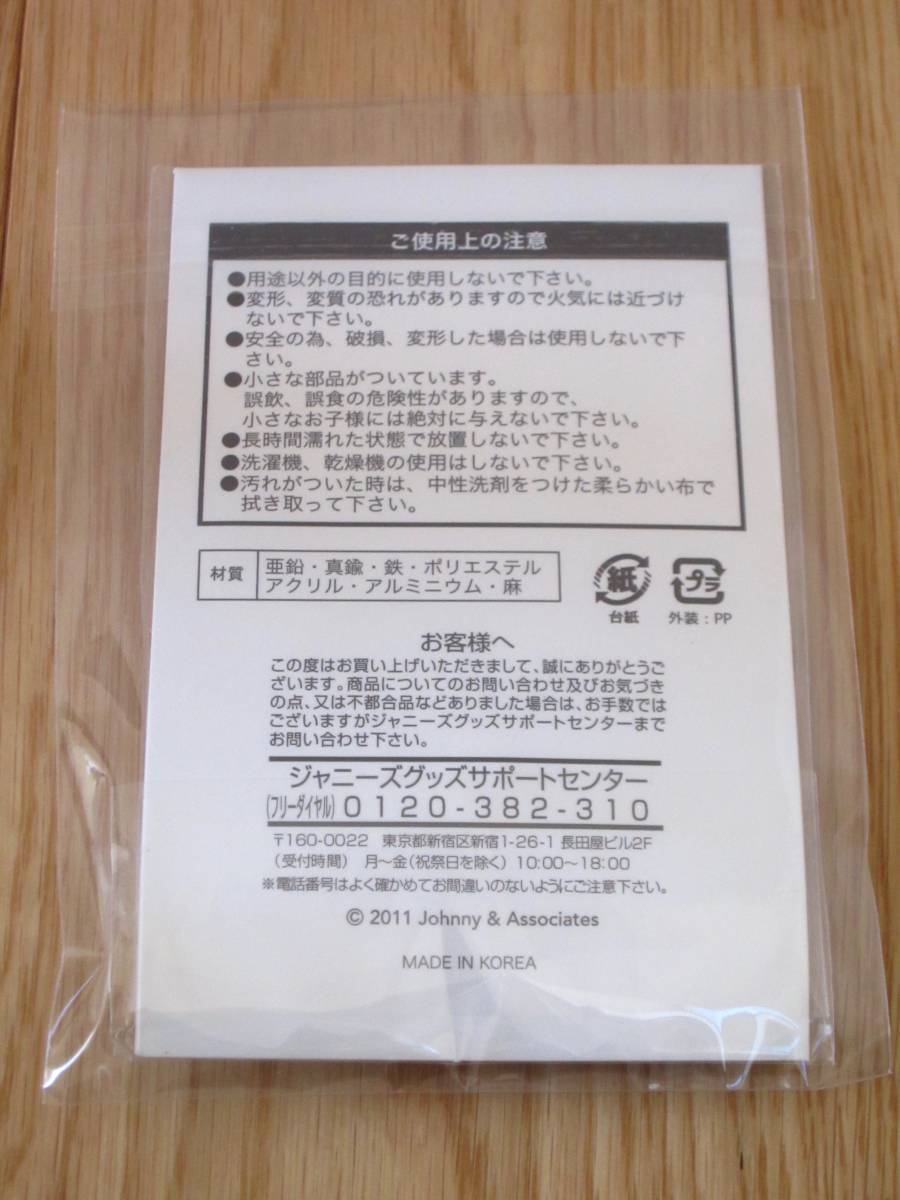 ご使用上の注意
●用途以外の目的に使用しないで下さい。
●変形、変質の恐れがありますので火気には近づけ
ないで下さい。
●安全の為、破損、変形した場合は使用しないで下
さい。
●小さな部品がついています。
誤飲、誤食の危険性がありますので、
小さなお子様には絶対に与えないで下さい。
●長時間濡れた状態で放置しないで下さい。
●洗濯機、乾燥機の使用はしないで下さい。
●汚れがついた時は、中性洗剤をつけた柔らかい布で
拭き取って下さい。
材質
亜鉛・真鍮・鉄・ポリエステル
アクリル・アルミニウム・麻
紙
台紙
プラ
外装：PP
お客様へ
この度はお買い上げいただきまして、誠にありがとうご
ざいます。商品についてのお問い合わせ及びお気づき
の点、又は不都合品などありました場合は、お手数では
ございますがジャニーズグッズサポートセンターまで
お問い合わせ下さい。
ジャニーズグッズサポートセンター
(フリーダイヤル) 0120-382-310
〒160-0022 東京都新宿区新宿1-26-1 長田屋ビル2F
（受付時間） 月〜金（祝祭日を除く）10:00〜18:00
※電話番号はよく確かめてお間違いのないようにご注意下さい。
© 2011 Johnny & Associates
MADE IN KOREA